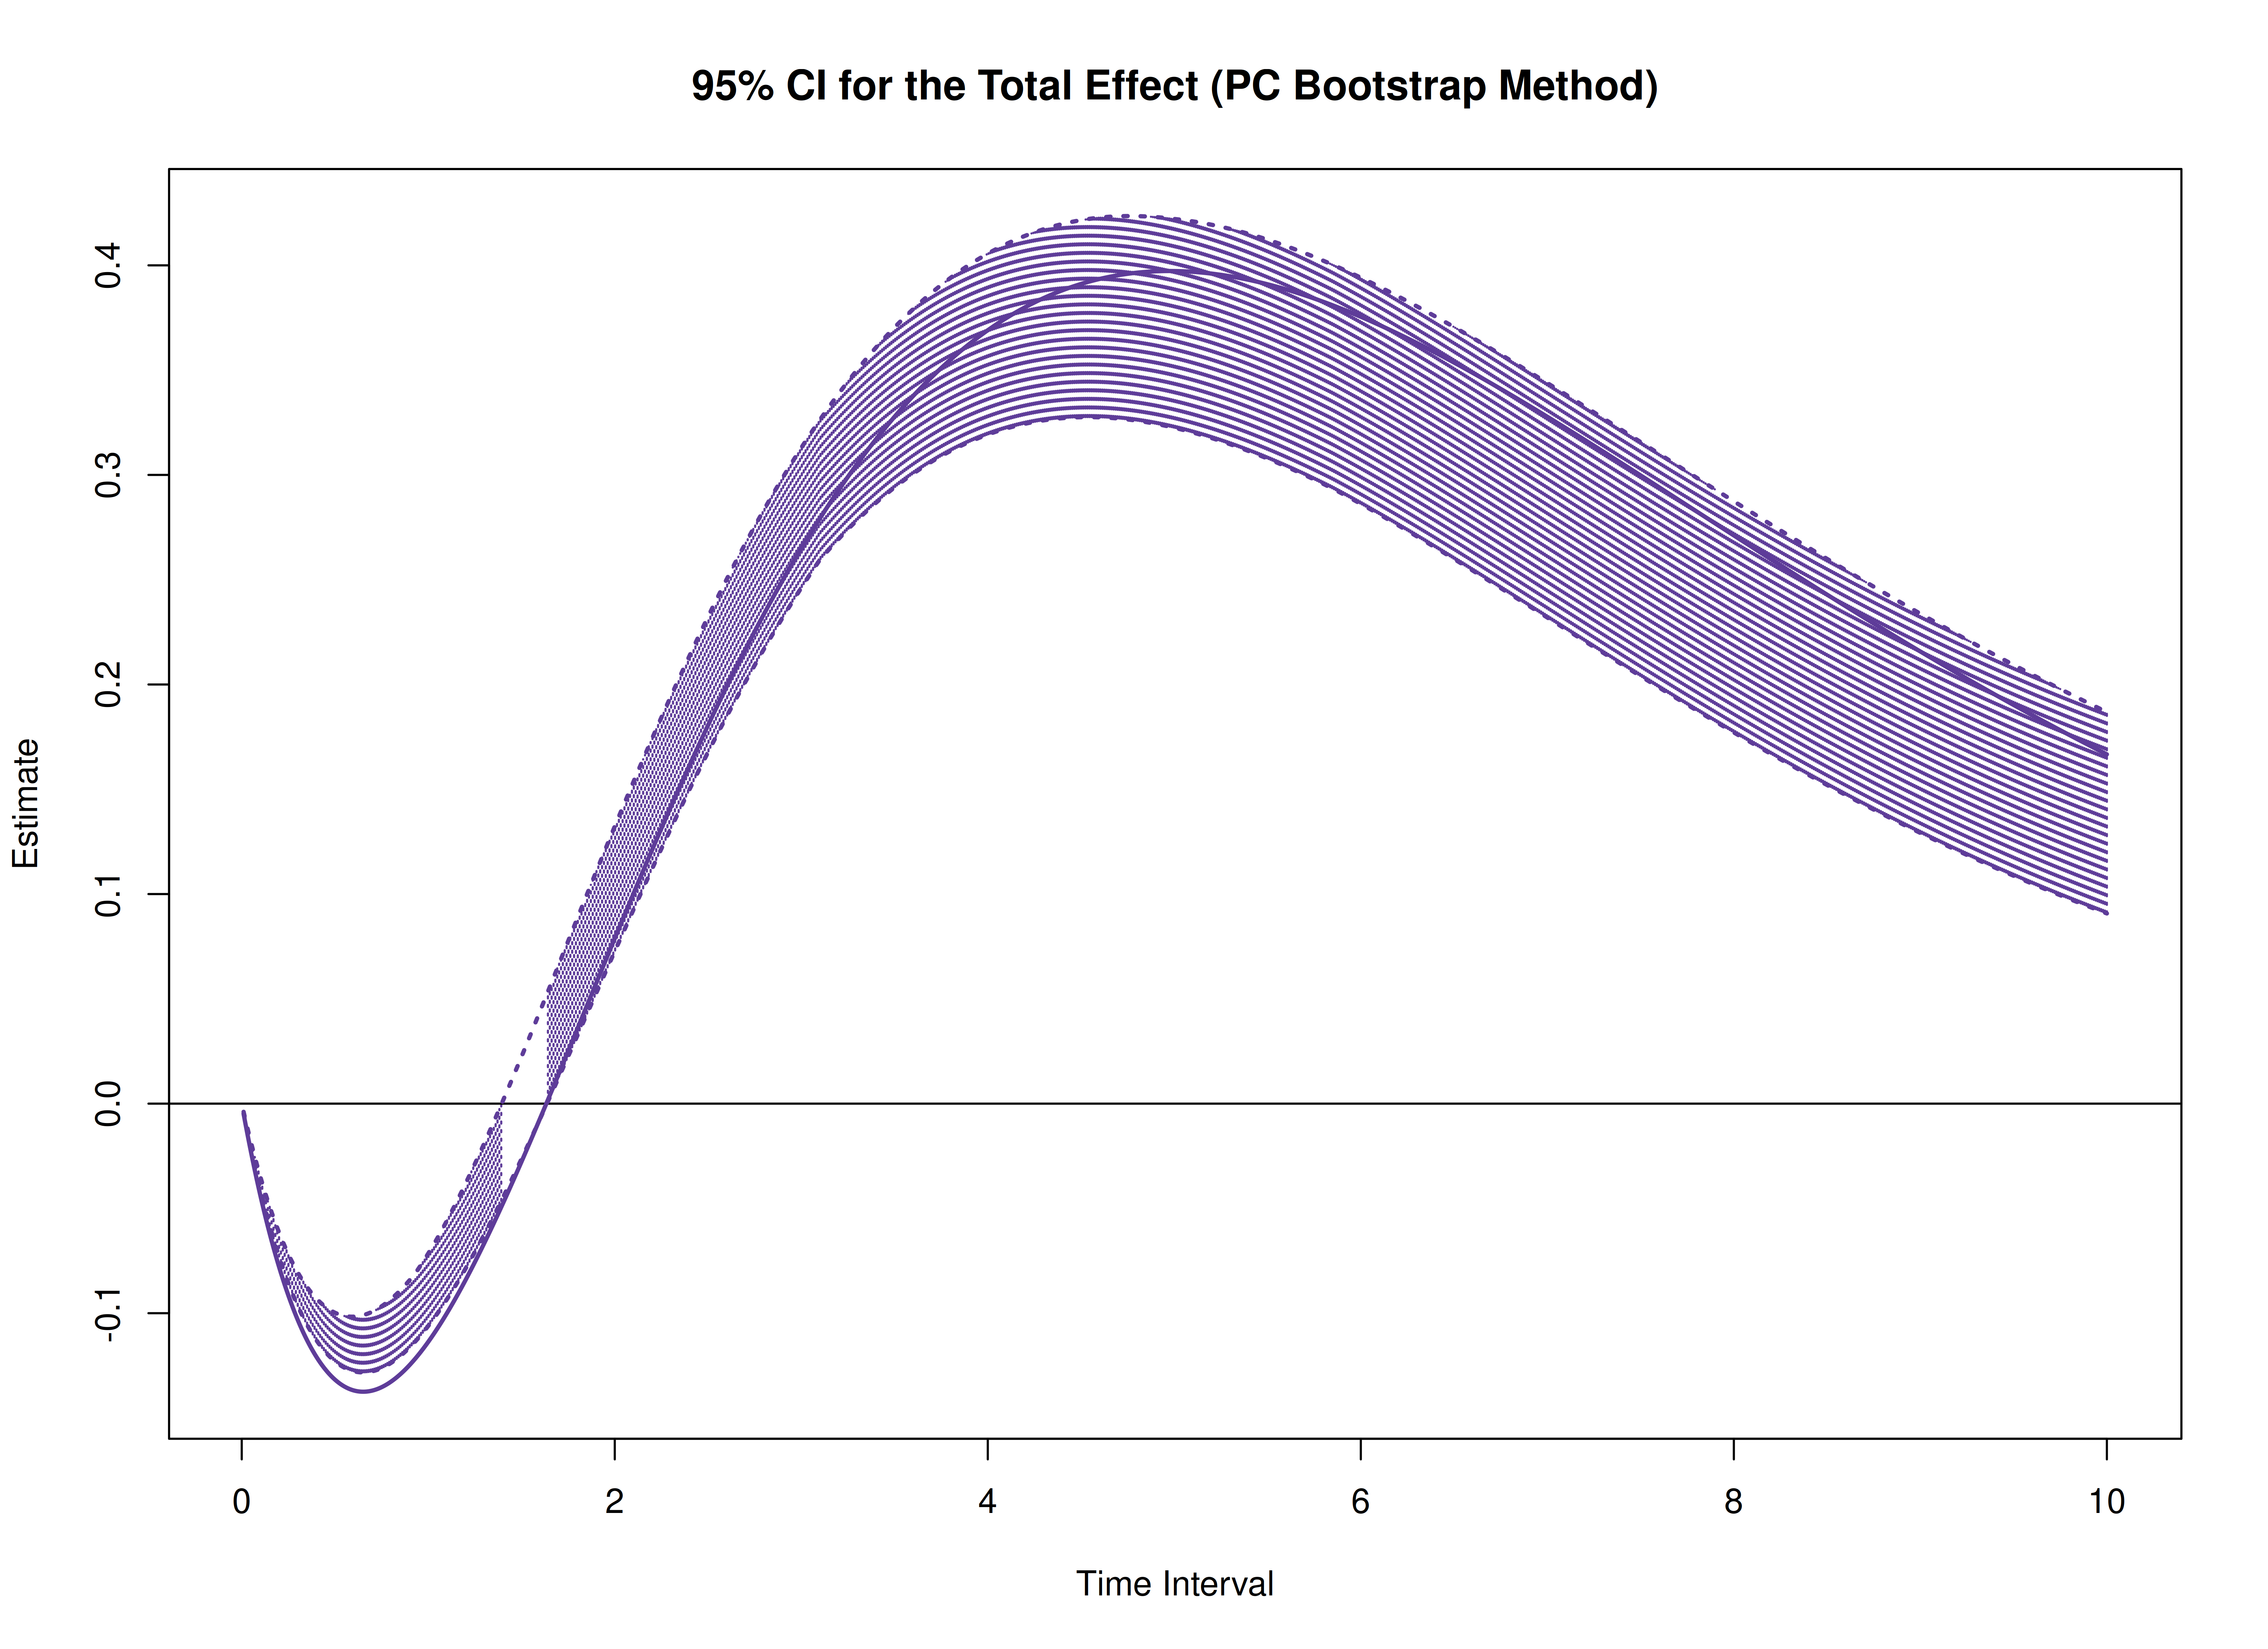 95% CI for the Total Effect (PC Bootstrap Method)
Estimate
0.4
0.3
0.2
0.1
0.0
-0.1
0 2 4 6 8 10
Time Interval